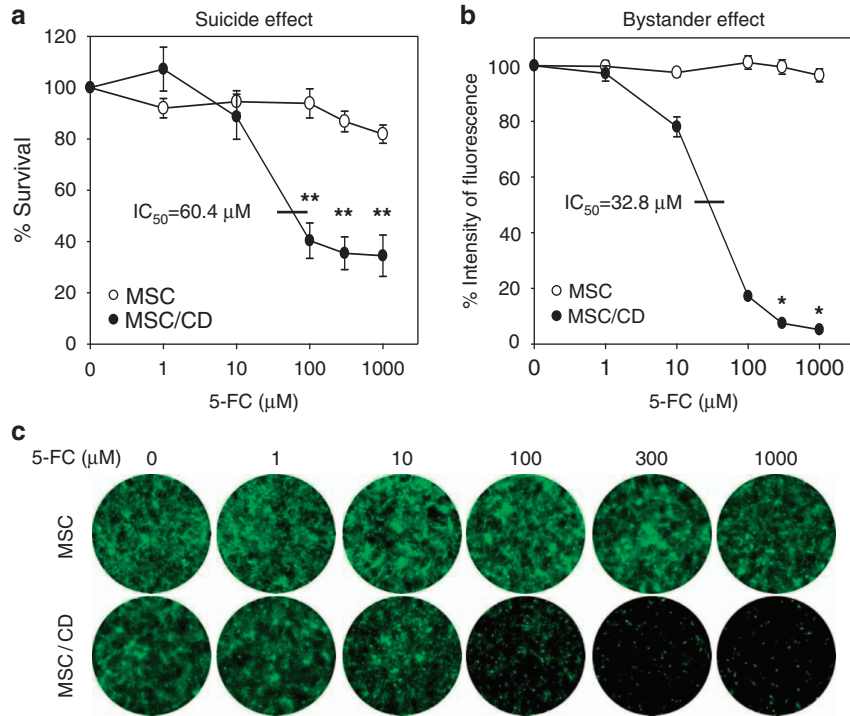 a
Suicide effect
120
100
80
60
40
20
0
% Survival
IC50=60.4 μM
**
**
**
MSC
MSC/CD
0 1 10 100 1000
5-FC (μM)
b
Bystander effect
100
80
60
40
20
0
% Intensity of fluorescence
IC50=32.8 μM
*
*
MSC
MSC/CD
0 1 10 100 1000
5-FC (μM)
c
5-FC (μM) 0 1 10 100 300 1000
MSC
MSC/CD